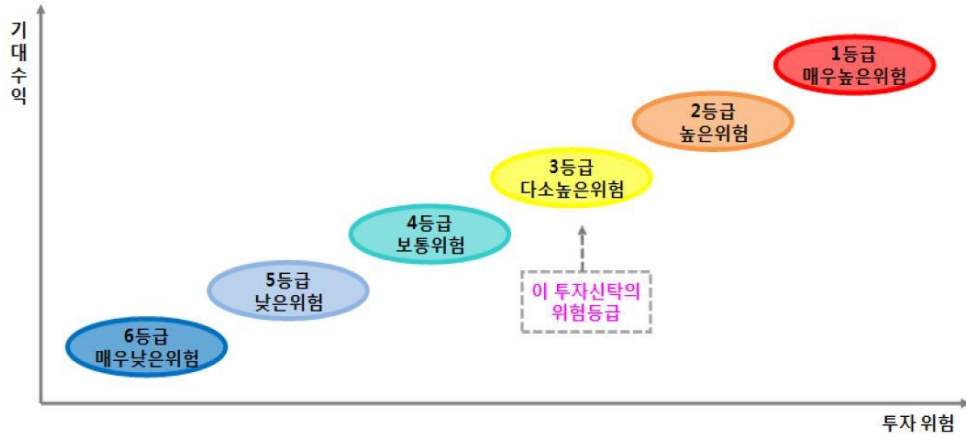 기대수익
1등급
매우높은위험
2등급
높은위험
3등급
다소높은위험
4등급
보통위험
이 투자신탁의
위험등급
5등급
낮은위험
6등급
매우낮은위험
투자 위험